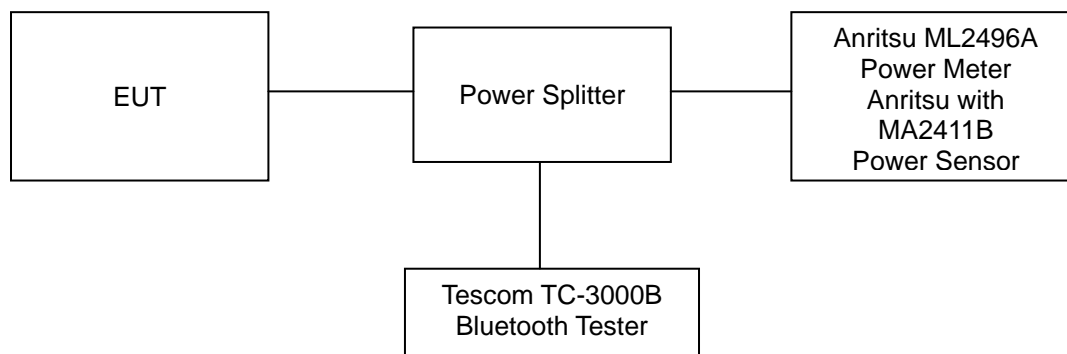 EUT
Power Splitter
Anritsu ML2496A
Power Meter
Anritsu with
MA2411B
Power Sensor
Tescom TC-3000B
Bluetooth Tester